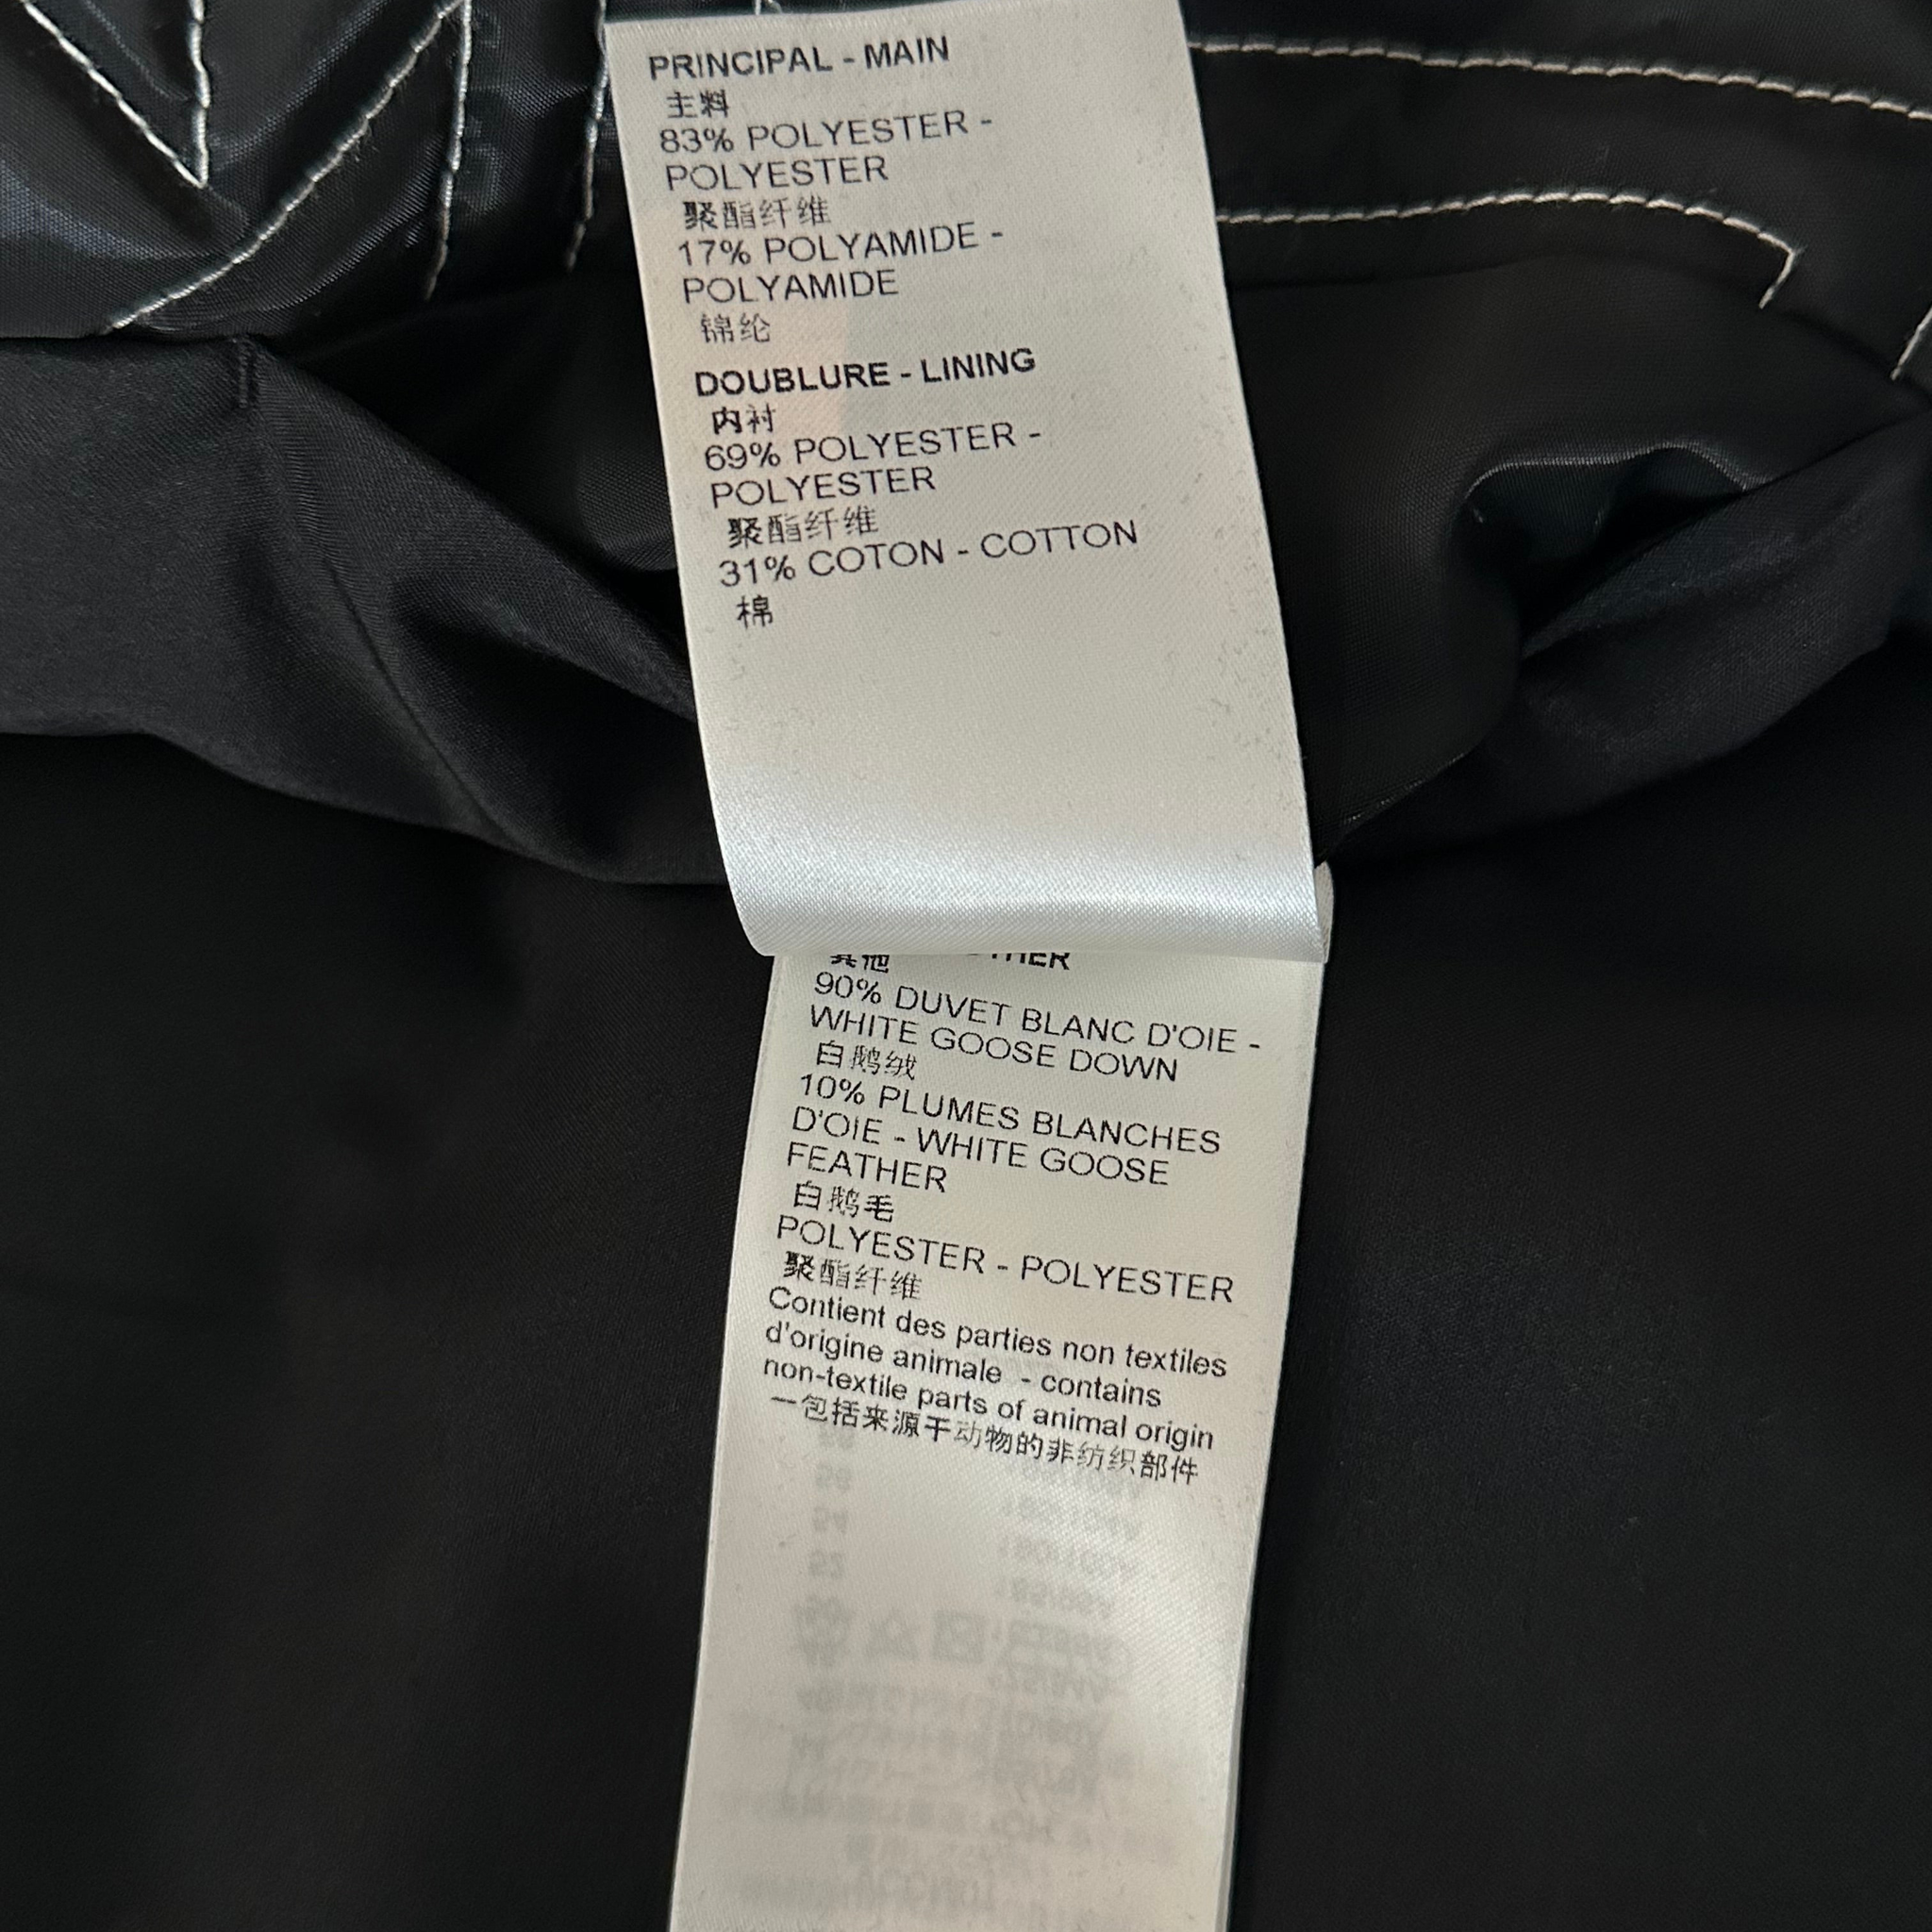 PRINCIPAL - MAIN
主料
83% POLYESTER -
POLYESTER
聚酯纤维
17% POLYAMIDE -
POLYAMIDE
锦纶
DOUBLURE - LINING
内衬
69% POLYESTER -
POLYESTER
聚酯纤维
31% COTON - COTTON
棉
其他
90% DUVET BLANC D'OIE -
WHITE GOOSE DOWN
白鹅绒
10% PLUMES BLANCHES
D'OIE - WHITE GOOSE
FEATHER
白鹅毛
POLYESTER - POLYESTER
聚酯纤维
Contient des parties non textiles
d'origine animale - contains
non-textile parts of animal origin
一包括来源于动物的非纺织部件